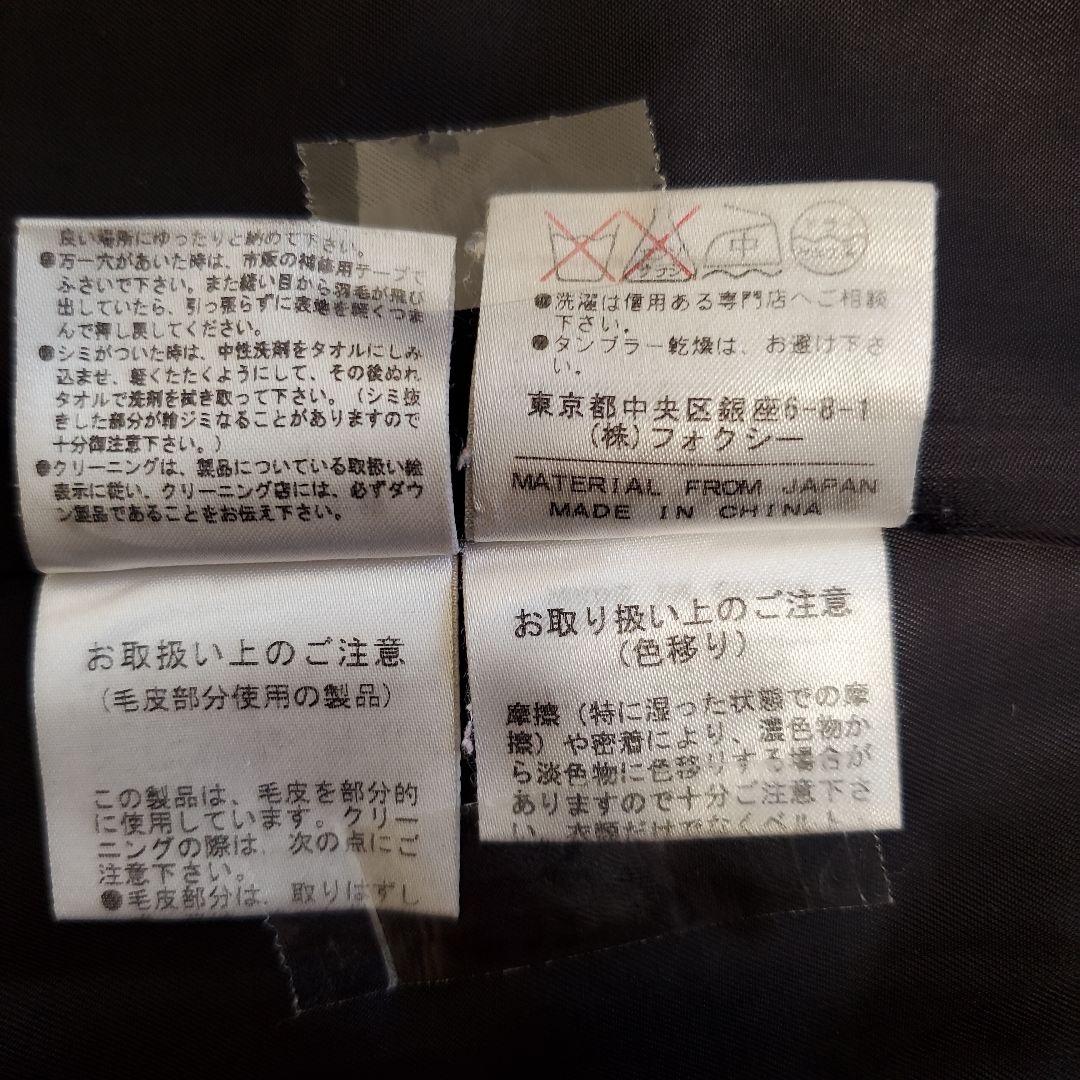 良い場所にゆったりと納めて下さい。
●万一穴があいた時は、市販の補修用テープで
ふさいで下さい。また縫い目から羽毛が飛び
出していたら、引っ張らずに表地を軽くつま
んで押し戻してください。
●シミがついた時は、中性洗剤をタオルにしみ
込ませ、軽くたたくようにして、その後ぬれ
タオルで洗剤を拭き取って下さい。(シミ抜
きした部分が輪ジミなることがありますので
十分御注意下さい。)
●クリーニングは、製品についている取扱い絵
表示に従い、クリーニング店には、必ずダウ
ン製品であることをお伝え下さい。
エンソ
サラシ
中
●洗濯は信用ある専門店へご相談
下さい。
●タンブラー乾燥は、お避け下さ
い。
東京都中央区銀座6-8-1
(株)フォクシー
MATERIAL FROM JAPAN
MADE IN CHINA
お取扱い上のご注意
(毛皮部分使用の製品)
この製品は、毛皮を部分的
に使用しています。クリー
ニングの際は、次の点にご
注意下さい。
●毛皮部分は、取りはずし
お取り扱い上のご注意
(色移り)
摩擦(特に湿った状態での摩
擦)や密着により、濃色物か
ら淡色物に色移りする場合が
ありますので十分ご注意下さ
い。衣類だけでなくベルト